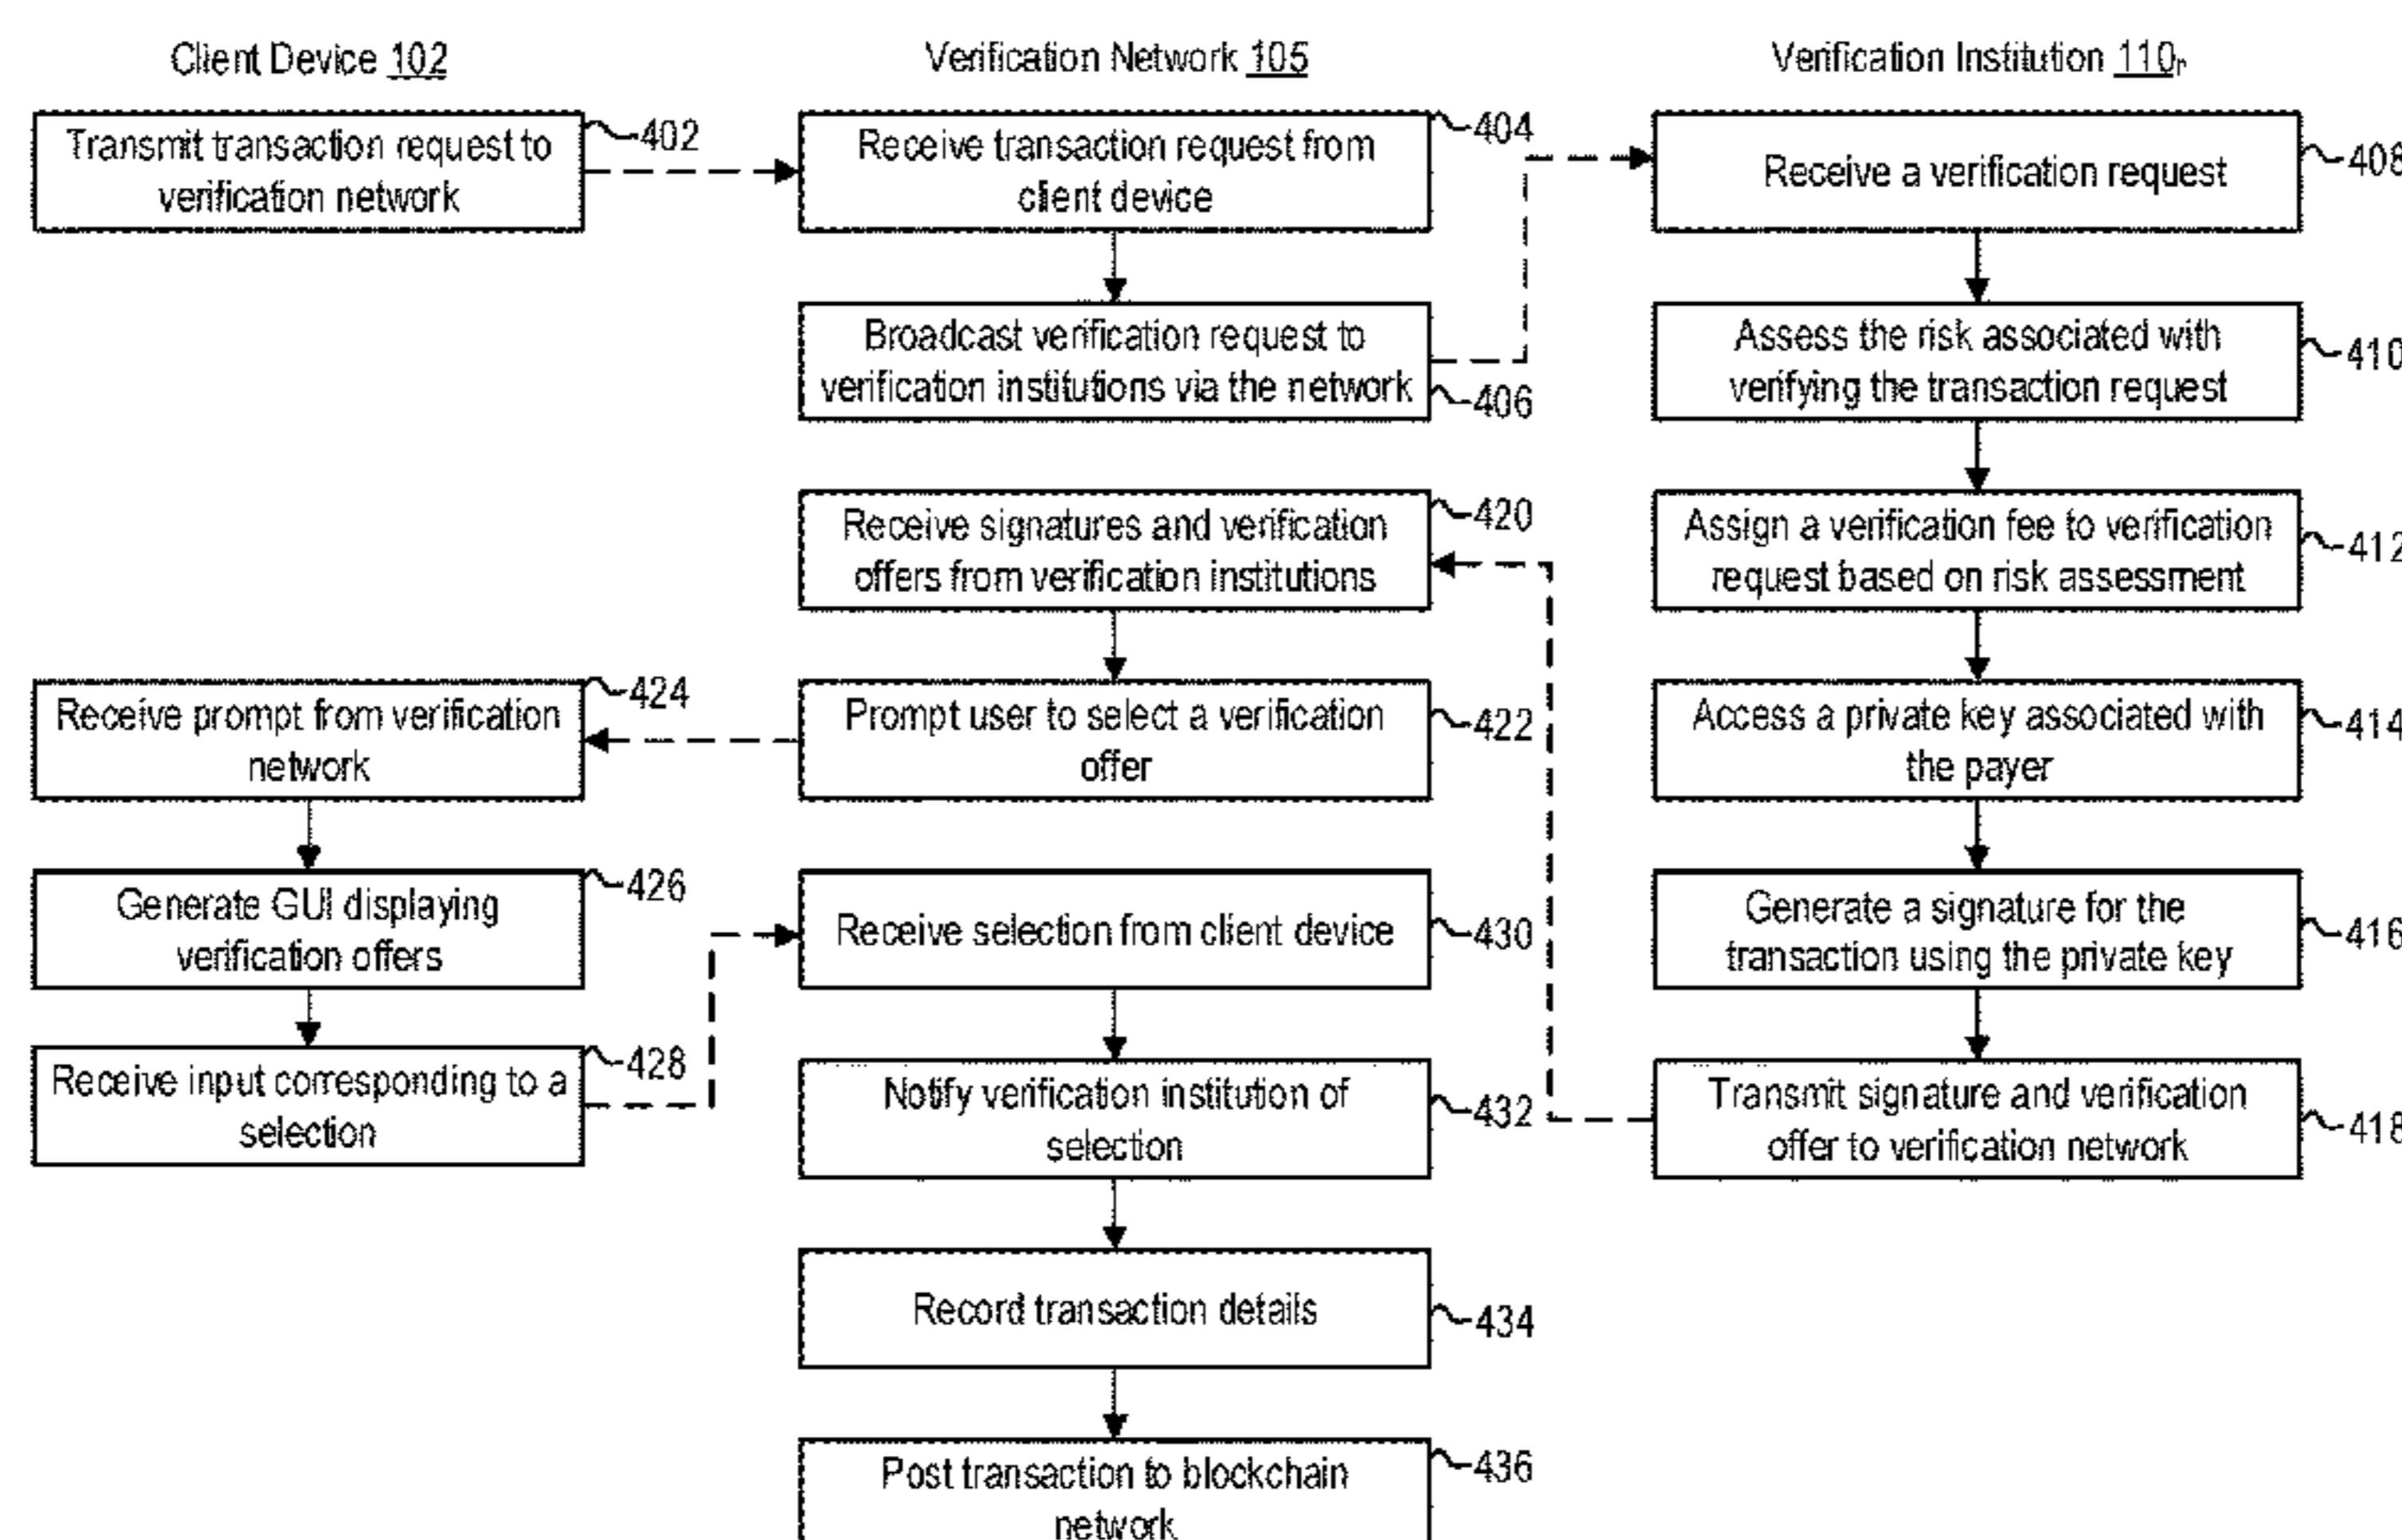 Client Device 102
Verification Network 105
Verification Institution 110n
Transmit transaction request to
verification network
402
Receive transaction request from
client device
404
Receive a verification request
408
Broadcast verification request to
verification institutions via the network
406
Assess the risk associated with
verifying the transaction request
410
Receive signatures and verification
offers from verification institutions
420
Assign a verification fee to verification
request based on risk assessment
412
Receive prompt from verification
network
424
Prompt user to select a verification
offer
422
Access a private key associated with
the payer
414
Generate GUI displaying
verification offers
426
Receive selection from client device
430
Generate a signature for the
transaction using the private key
416
Receive input corresponding to a
selection
428
Notify verification institution of
selection
432
Transmit signature and verification
offer to verification network
418
Record transaction details
434
Post transaction to blockchain
network
436